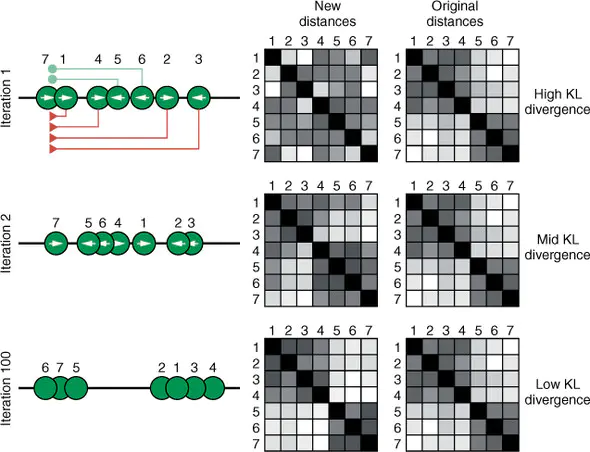 New distances
Original distances
Iteration 1
7 1 4 5 6 2 3
1 2 3 4 5 6 7
1
2
3
4
5
6
7
1 2 3 4 5 6 7
1
2
3
4
5
6
7
High KL
divergence
Iteration 2
7 5 6 4 1 2 3
1 2 3 4 5 6 7
1
2
3
4
5
6
7
1 2 3 4 5 6 7
1
2
3
4
5
6
7
Mid KL
divergence
Iteration 100
6 7 5 2 1 3 4
1 2 3 4 5 6 7
1
2
3
4
5
6
7
1 2 3 4 5 6 7
1
2
3
4
5
6
7
Low KL
divergence